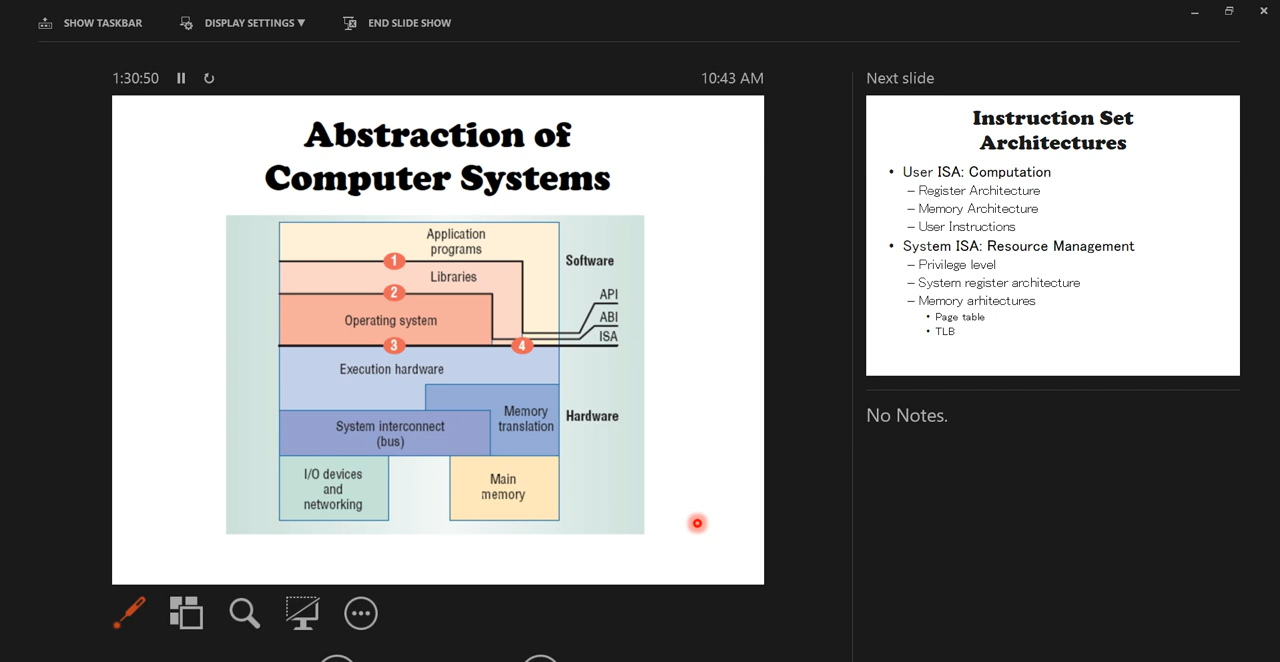 SHOW TASKBAR
DISPLAY SETTINGS ▼
END SLIDE SHOW
1:30:50
10:43 AM
Abstraction of
Computer Systems
Application
programs
1
Libraries
2
Operating system
3
4
Software
API
ABI
ISA
Execution hardware
Memory
translation
Hardware
System interconnect
(bus)
I/O devices
and
networking
Main
memory
Next slide
Instruction Set
Architectures
• User ISA: Computation
– Register Architecture
– Memory Architecture
– User Instructions
• System ISA: Resource Management
– Privilege level
– System register architecture
– Memory arhitectures
• Page table
• TLB
No Notes.